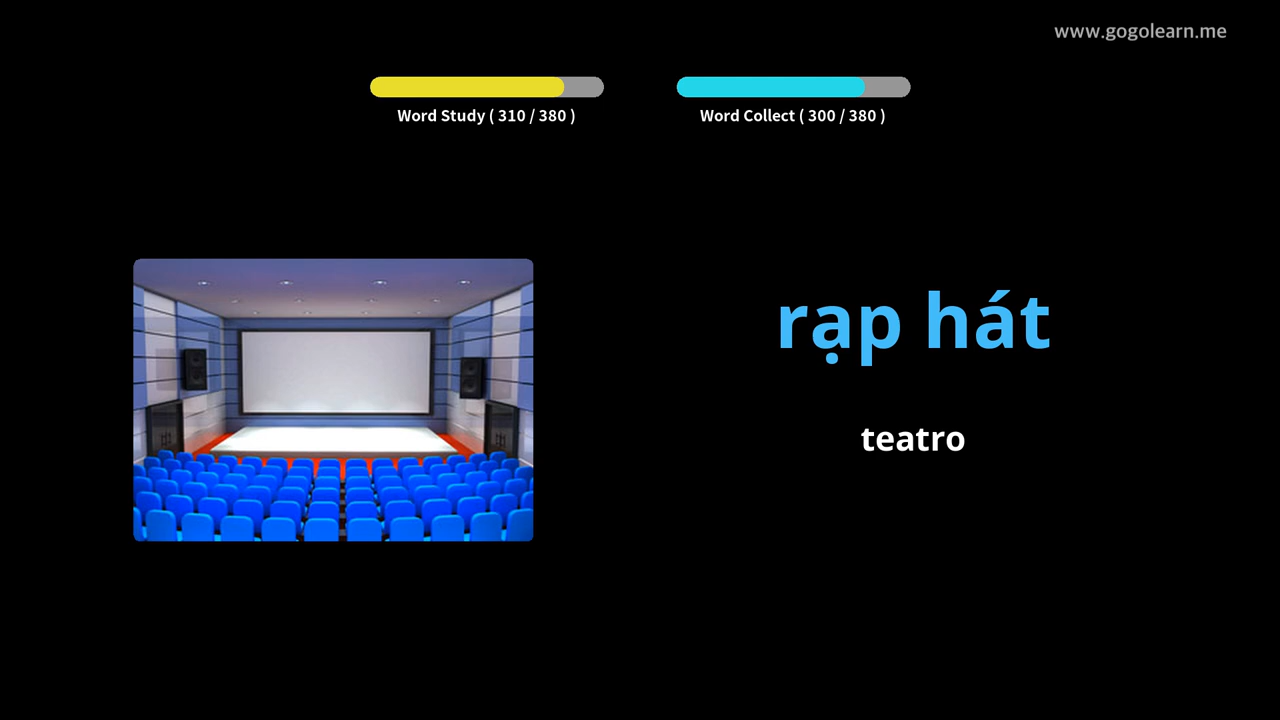 www.gogolearn.me
Word Study ( 310 / 380 )
Word Collect ( 300 / 380 )
rạp hát
teatro